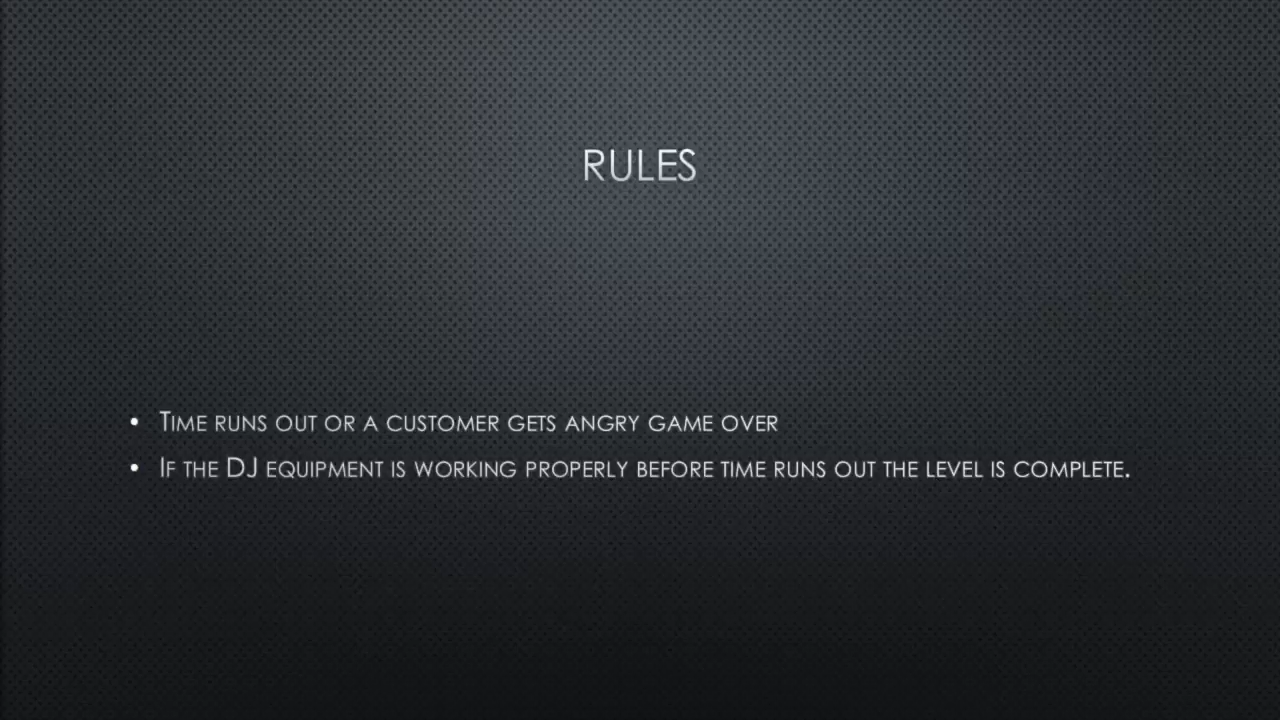 RULES
• Time runs out or a customer gets angry game over
• If the DJ equipment is working properly before time runs out the level is complete.